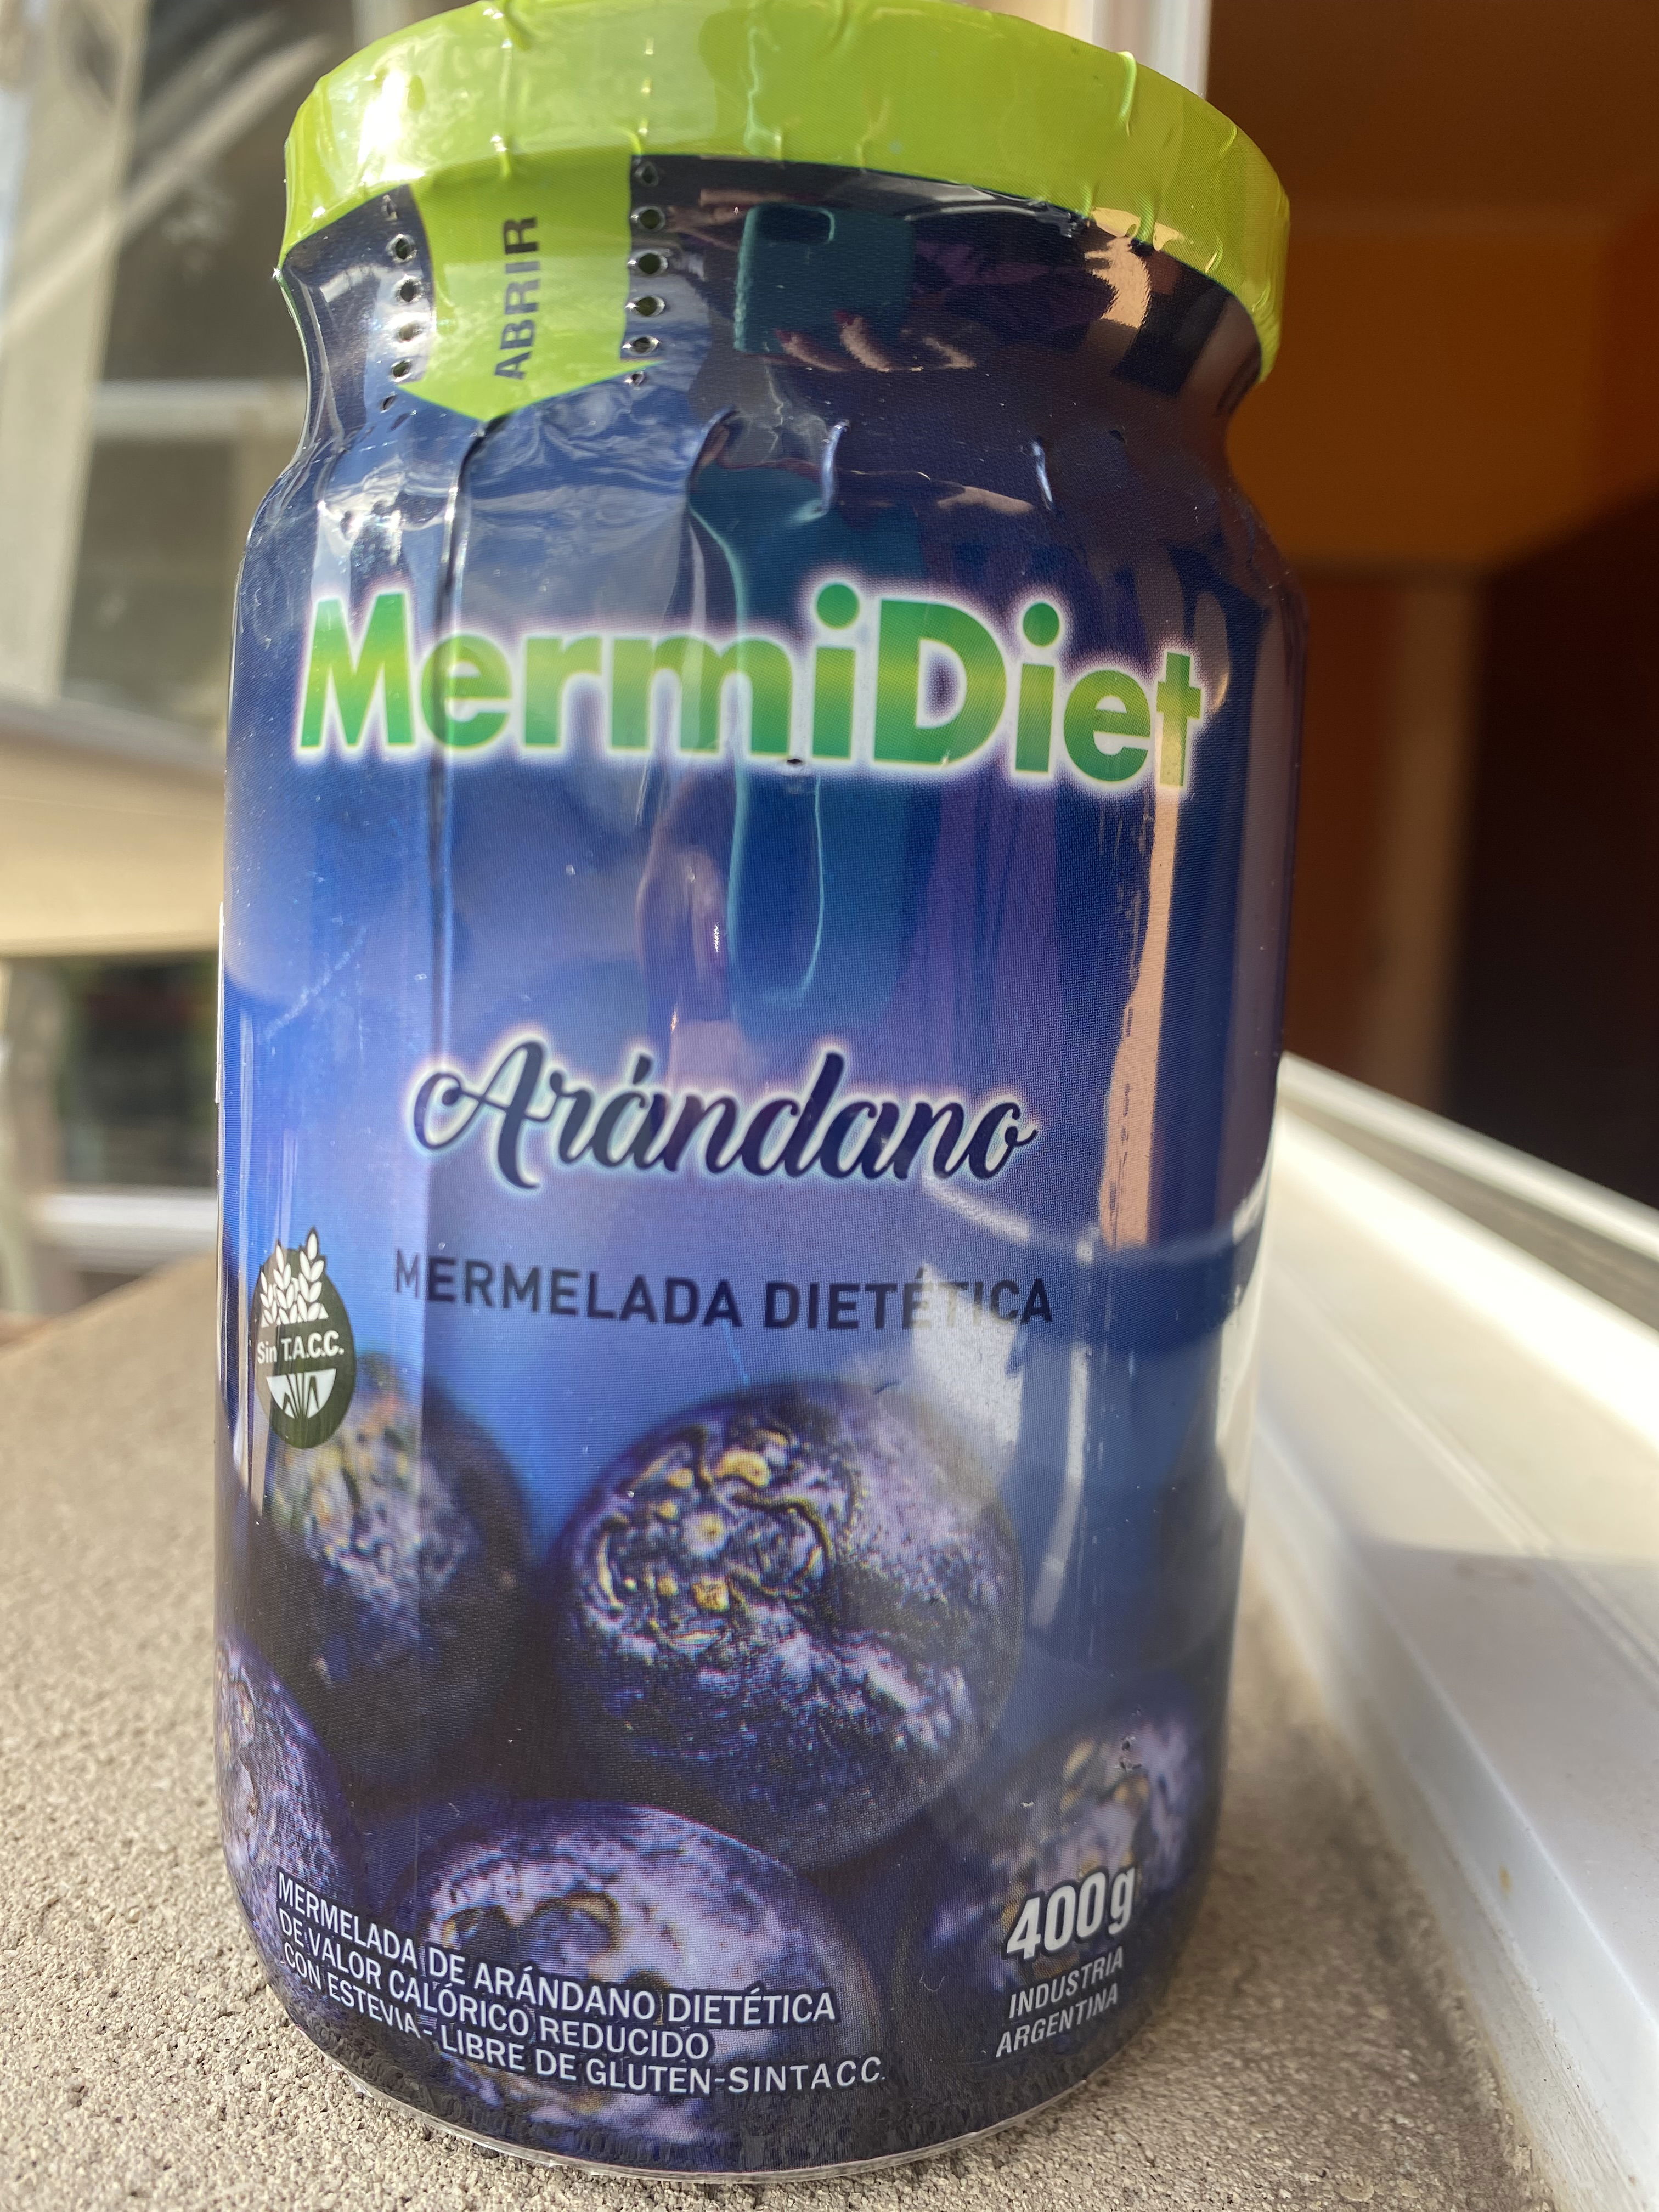 ABRIR
MermiDiet
Arándano
MERMELADA DIETÉTICA
Sin T.A.C.C.
MERMELADA DE ARÁNDANO DIETÉTICA
DE VALOR CALÓRICO REDUCIDO
CON ESTEVIA - LIBRE DE GLUTEN-SINTACC.
400g
INDUSTRIA
ARGENTINA